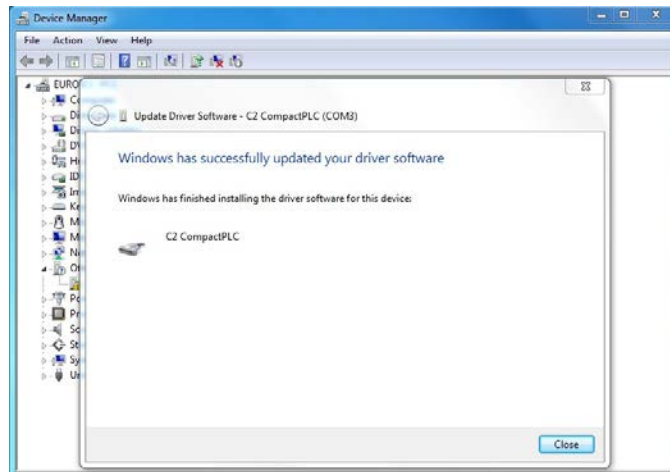 Device Manager
File Action View Help
EURO
Update Driver Software - C2 CompactPLC (COM3)
Windows has successfully updated your driver software
Windows has finished installing the driver software for this device:
C2 CompactPLC
Close